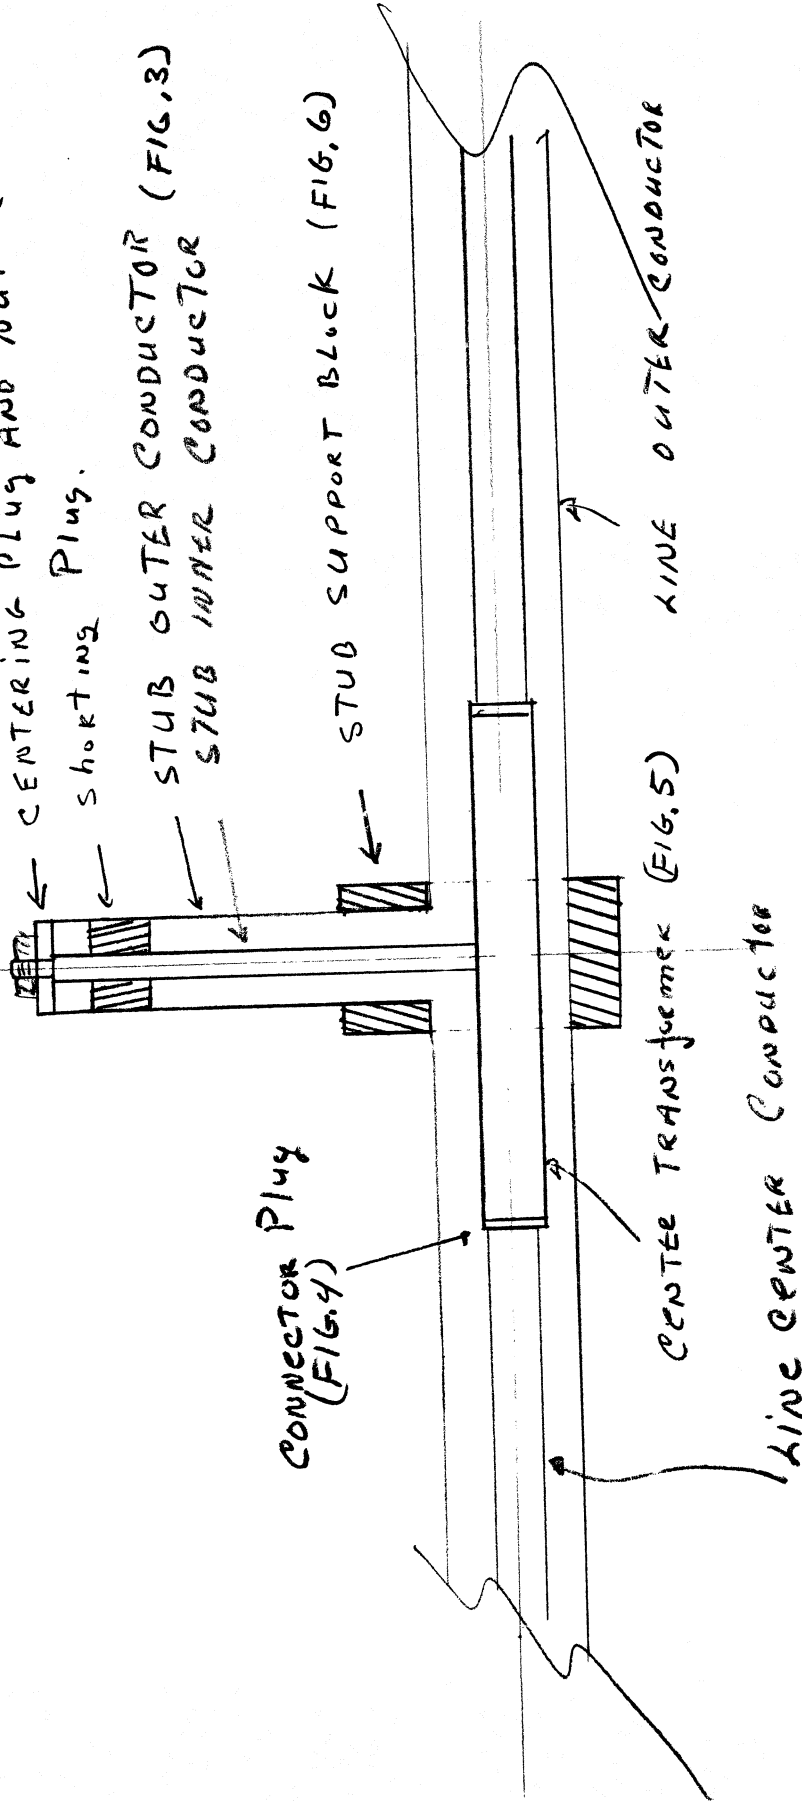 CENTERING PLUG AND NUT
shorting Plug.
STUB OUTER CONDUCTOR (FIG.3)
STUB INNER CONDUCTOR
STUB SUPPORT BLOCK (FIG.6)
CONNECTOR Plug
(FIG.4)
LINE OUTER CONDUCTOR
CENTER TRANSformer (FIG.5)
LINE CENTER CONDUCTOR